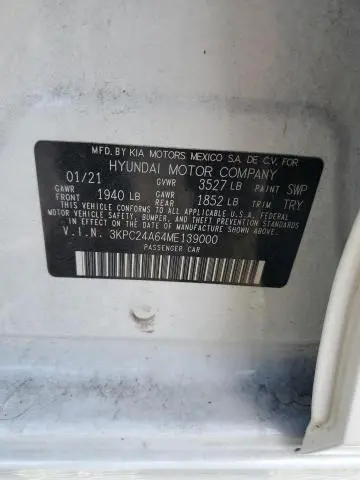 MFD. BY KIA MOTORS MEXICO S.A DE C.V. FOR
HYUNDAI MOTOR COMPANY
01/21 GVWR 3527 LB PAINT SWP
GAWR FRONT 1940 LB GAWR REAR 1852 LB TRIM TRY
THIS VEHICLE CONFORMS TO ALL APPLICABLE U.S.A. FEDERAL
MOTOR VEHICLE SAFETY, BUMPER, AND THEFT
PREVENTION STANDARDS IN EFFECT ON THE DATE OF MANUFACTURE SHOWN ABOVE.
V.I.N. 3KPC24A64ME139000
PASSENGER CAR